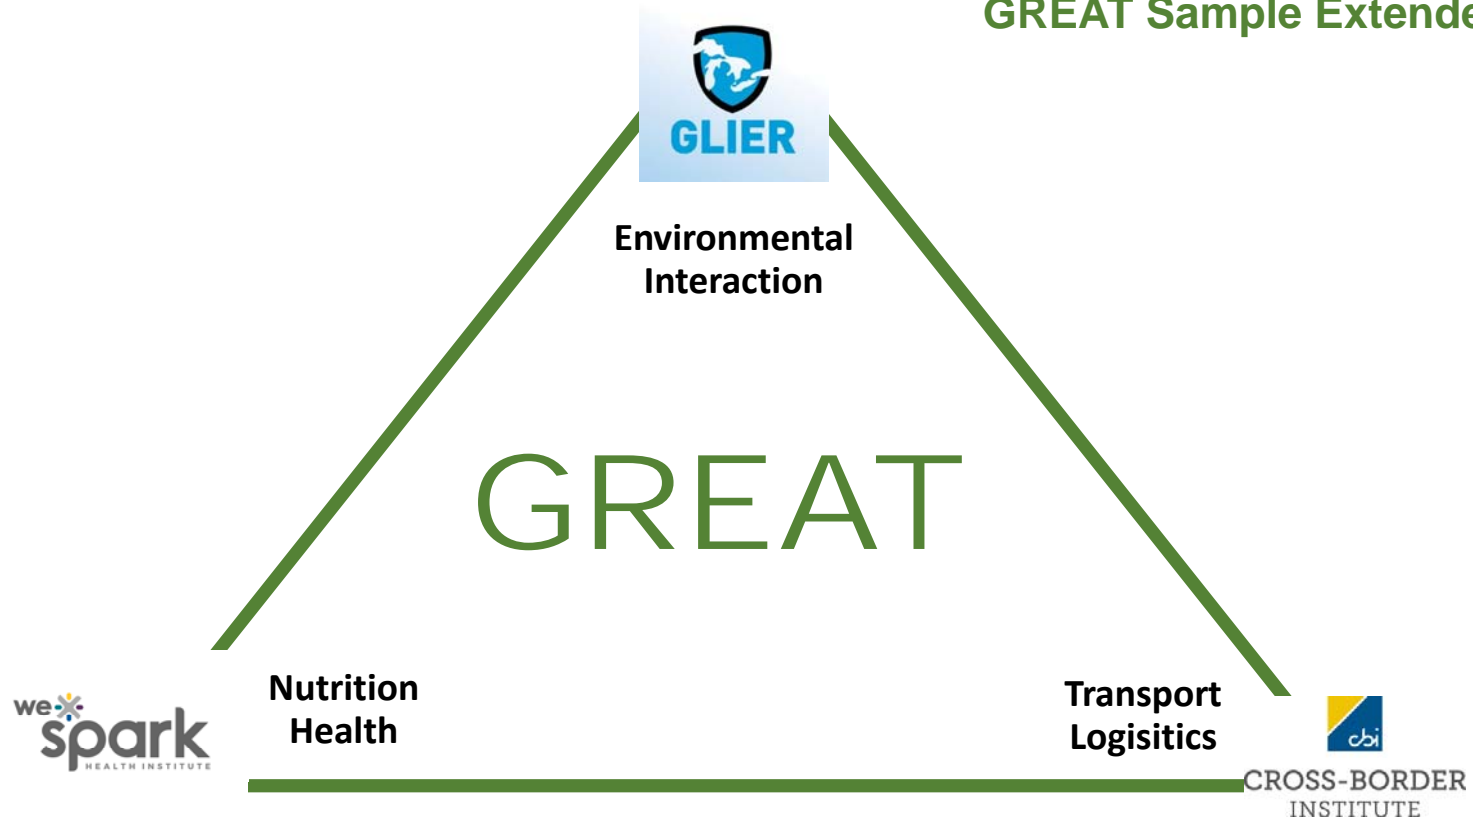 GREAT Sample Extende
GLIER
Environmental
Interaction
GREAT
Nutrition
Health
Transport
Logisitics
we
spark
HEALTH INSTITUTE
cbi
CROSS-BORDER
INSTITUTE